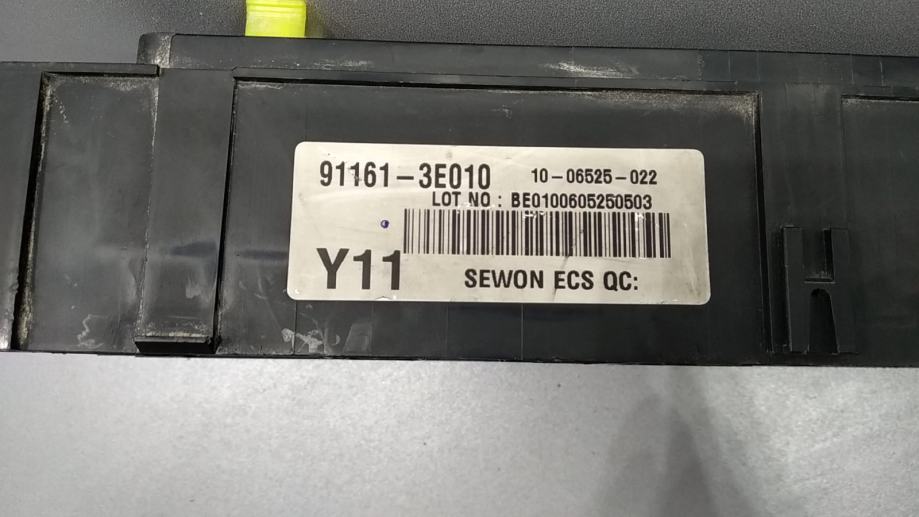 91161-3E010 10-06525-022
LOT NO : BE0100605250503
Y11 SEWON ECS QC: